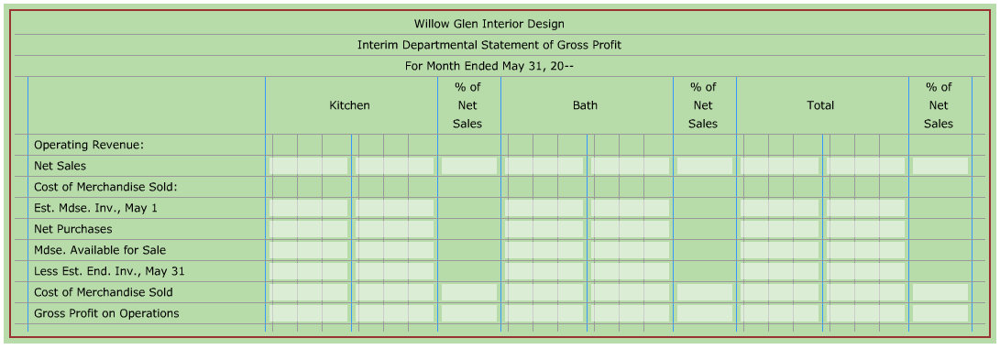 Willow Glen Interior Design
Interim Departmental Statement of Gross Profit
For Month Ended May 31, 20--
Kitchen
% of
Net
Sales
Bath
% of
Net
Sales
Total
% of
Net
Sales
Operating Revenue:
Net Sales
Cost of Merchandise Sold:
Est. Mdse. Inv., May 1
Net Purchases
Mdse. Available for Sale
Less Est. End. Inv., May 31
Cost of Merchandise Sold
Gross Profit on Operations